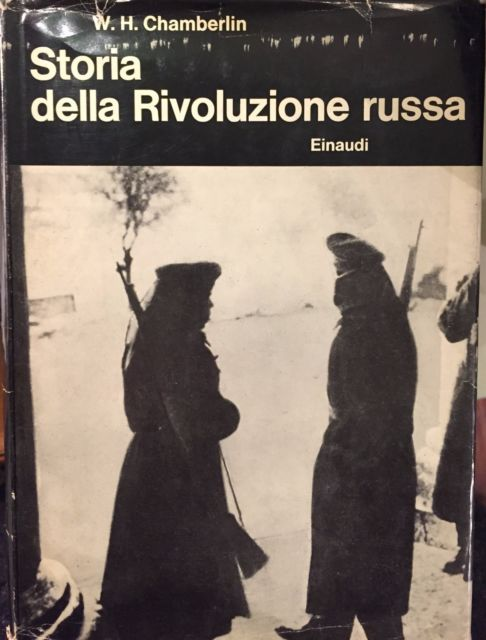 W. H. Chamberlin
Storia
della Rivoluzione russa
Einaudi